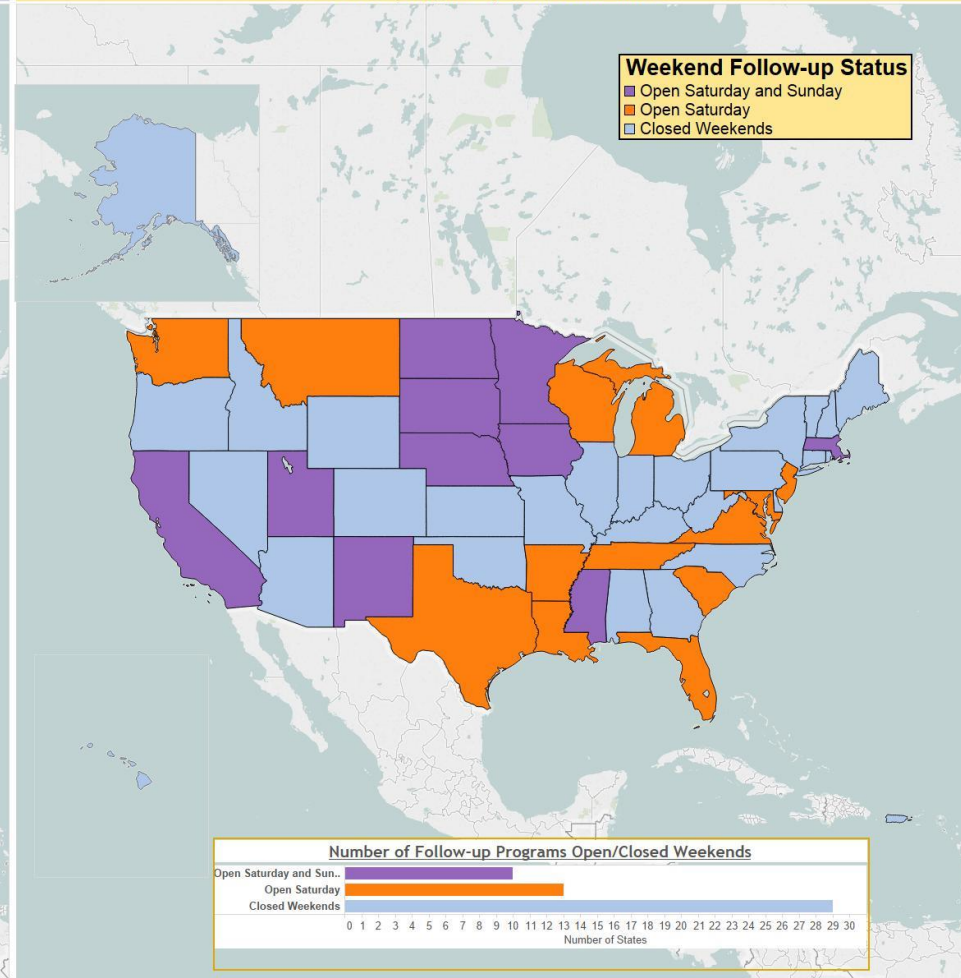 Weekend Follow-up Status
Open Saturday and Sunday
Open Saturday
Closed Weekends
Number of Follow-up Programs Open/Closed Weekends
Open Saturday and Sun..
Open Saturday
Closed Weekends
0 1 2 3 4 5 6 7 8 9 10 11 12 13 14 15 16 17 18 19 20 21 22 23 24 25 26 27 28 29 30
Number of States